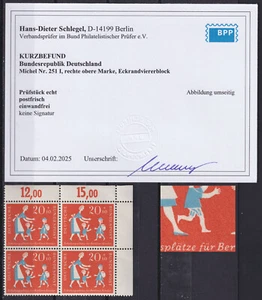 Hans-Dieter Schlegel, D-14199 Berlin
Verbandsprüfer im Bund Philatelistischer Prüfer e.V.
BPP
KURZBEFUND
Bundesrepublik Deutschland
Michel Nr. 251 I, rechte obere Marke, Eckrandviererblock
Prüfstück echt
postfrisch
einwandfrei
keine Signatur
Abbildung umseitig
Datum: 04.02.2025
Unterschrift:
12,00 15,00
20 20
20 20
splätze für Ber